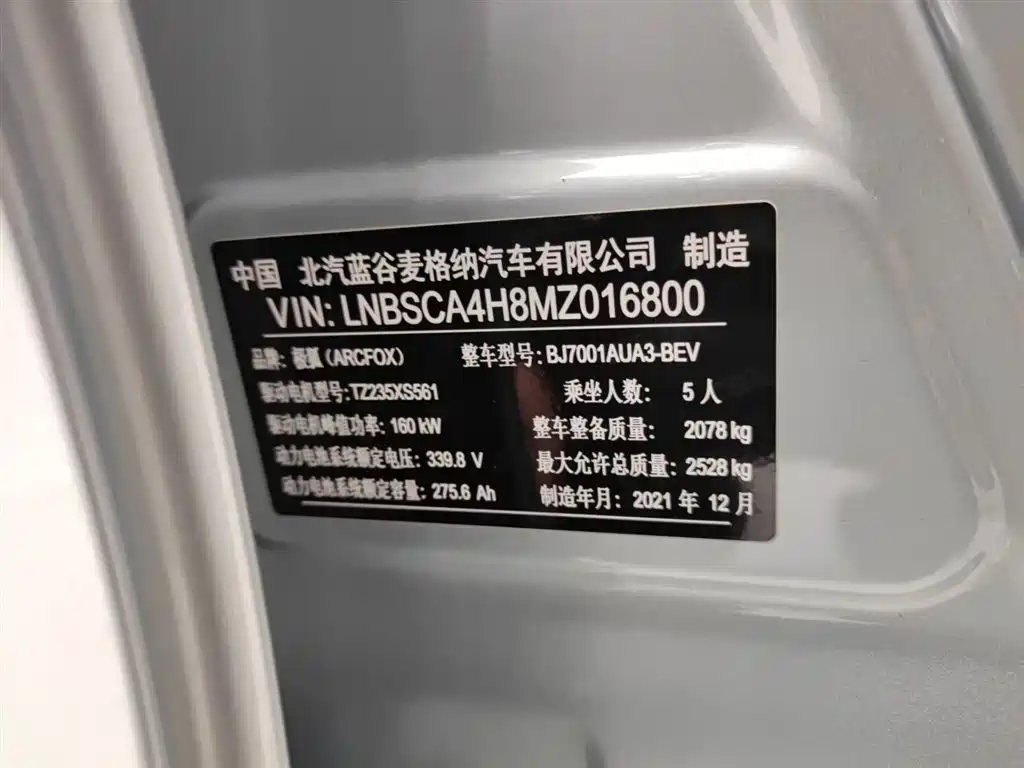 中国 北汽蓝谷麦格纳汽车有限公司 制造
VIN: LNBSCA4H8MZ016800
品牌: 极狐(ARCFOX) 整车型号: BJ7001AUA3-BEV
驱动电机型号: TZ235XS561 乘坐人数: 5 人
驱动电机峰值功率: 160 kW 整车整备质量: 2078 kg
动力电池系统额定电压: 339.8 V 最大允许总质量: 2528 kg
动力电池系统额定容量: 275.6 Ah 制造年月: 2021 年 12 月